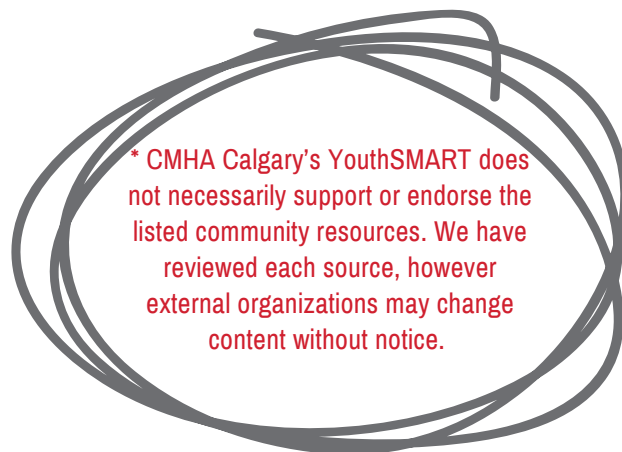 * CMHA Calgary’s YouthSMART does
not necessarily support or endorse the
listed community resources. We have
reviewed each source, however
external organizations may change
content without notice.